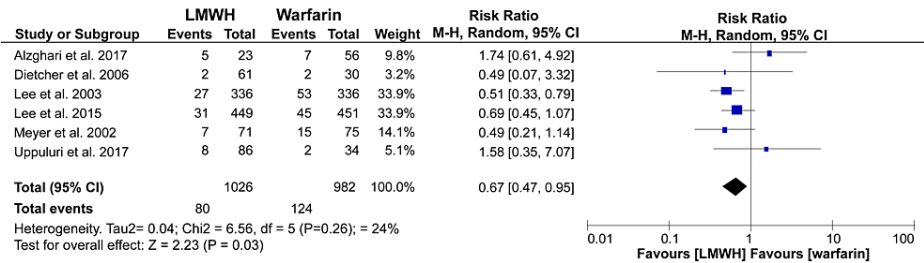 LMWH Warfarin Risk Ratio Risk Ratio
Study or Subgroup Events Total Events Total Weight M-H, Random, 95% CI M-H, Random, 95% CI
Alzghari et al. 2017 5 23 7 56 9.8% 1.74 [0.61, 4.92]
Dietcher et al. 2006 2 61 2 30 3.2% 0.49 [0.07, 3.32]
Lee et al. 2003 27 336 53 336 33.9% 0.51 [0.33, 0.79]
Lee et al. 2015 31 449 45 451 33.9% 0.69 [0.45, 1.07]
Meyer et al. 2002 7 71 15 75 14.1% 0.49 [0.21, 1.14]
Uppuluri et al. 2017 8 86 2 34 5.1% 1.58 [0.35, 7.07]
Total (95% CI) 1026 982 100.0% 0.67 [0.47, 0.95]
Total events 80 124
Heterogeneity. Tau2= 0.04; Chi2 = 6.56, df = 5 (P=0.26); = 24%
Test for overall effect: Z = 2.23 (P = 0.03)
0.01 0.1 1 10 100
Favours [LMWH] Favours [warfarin]